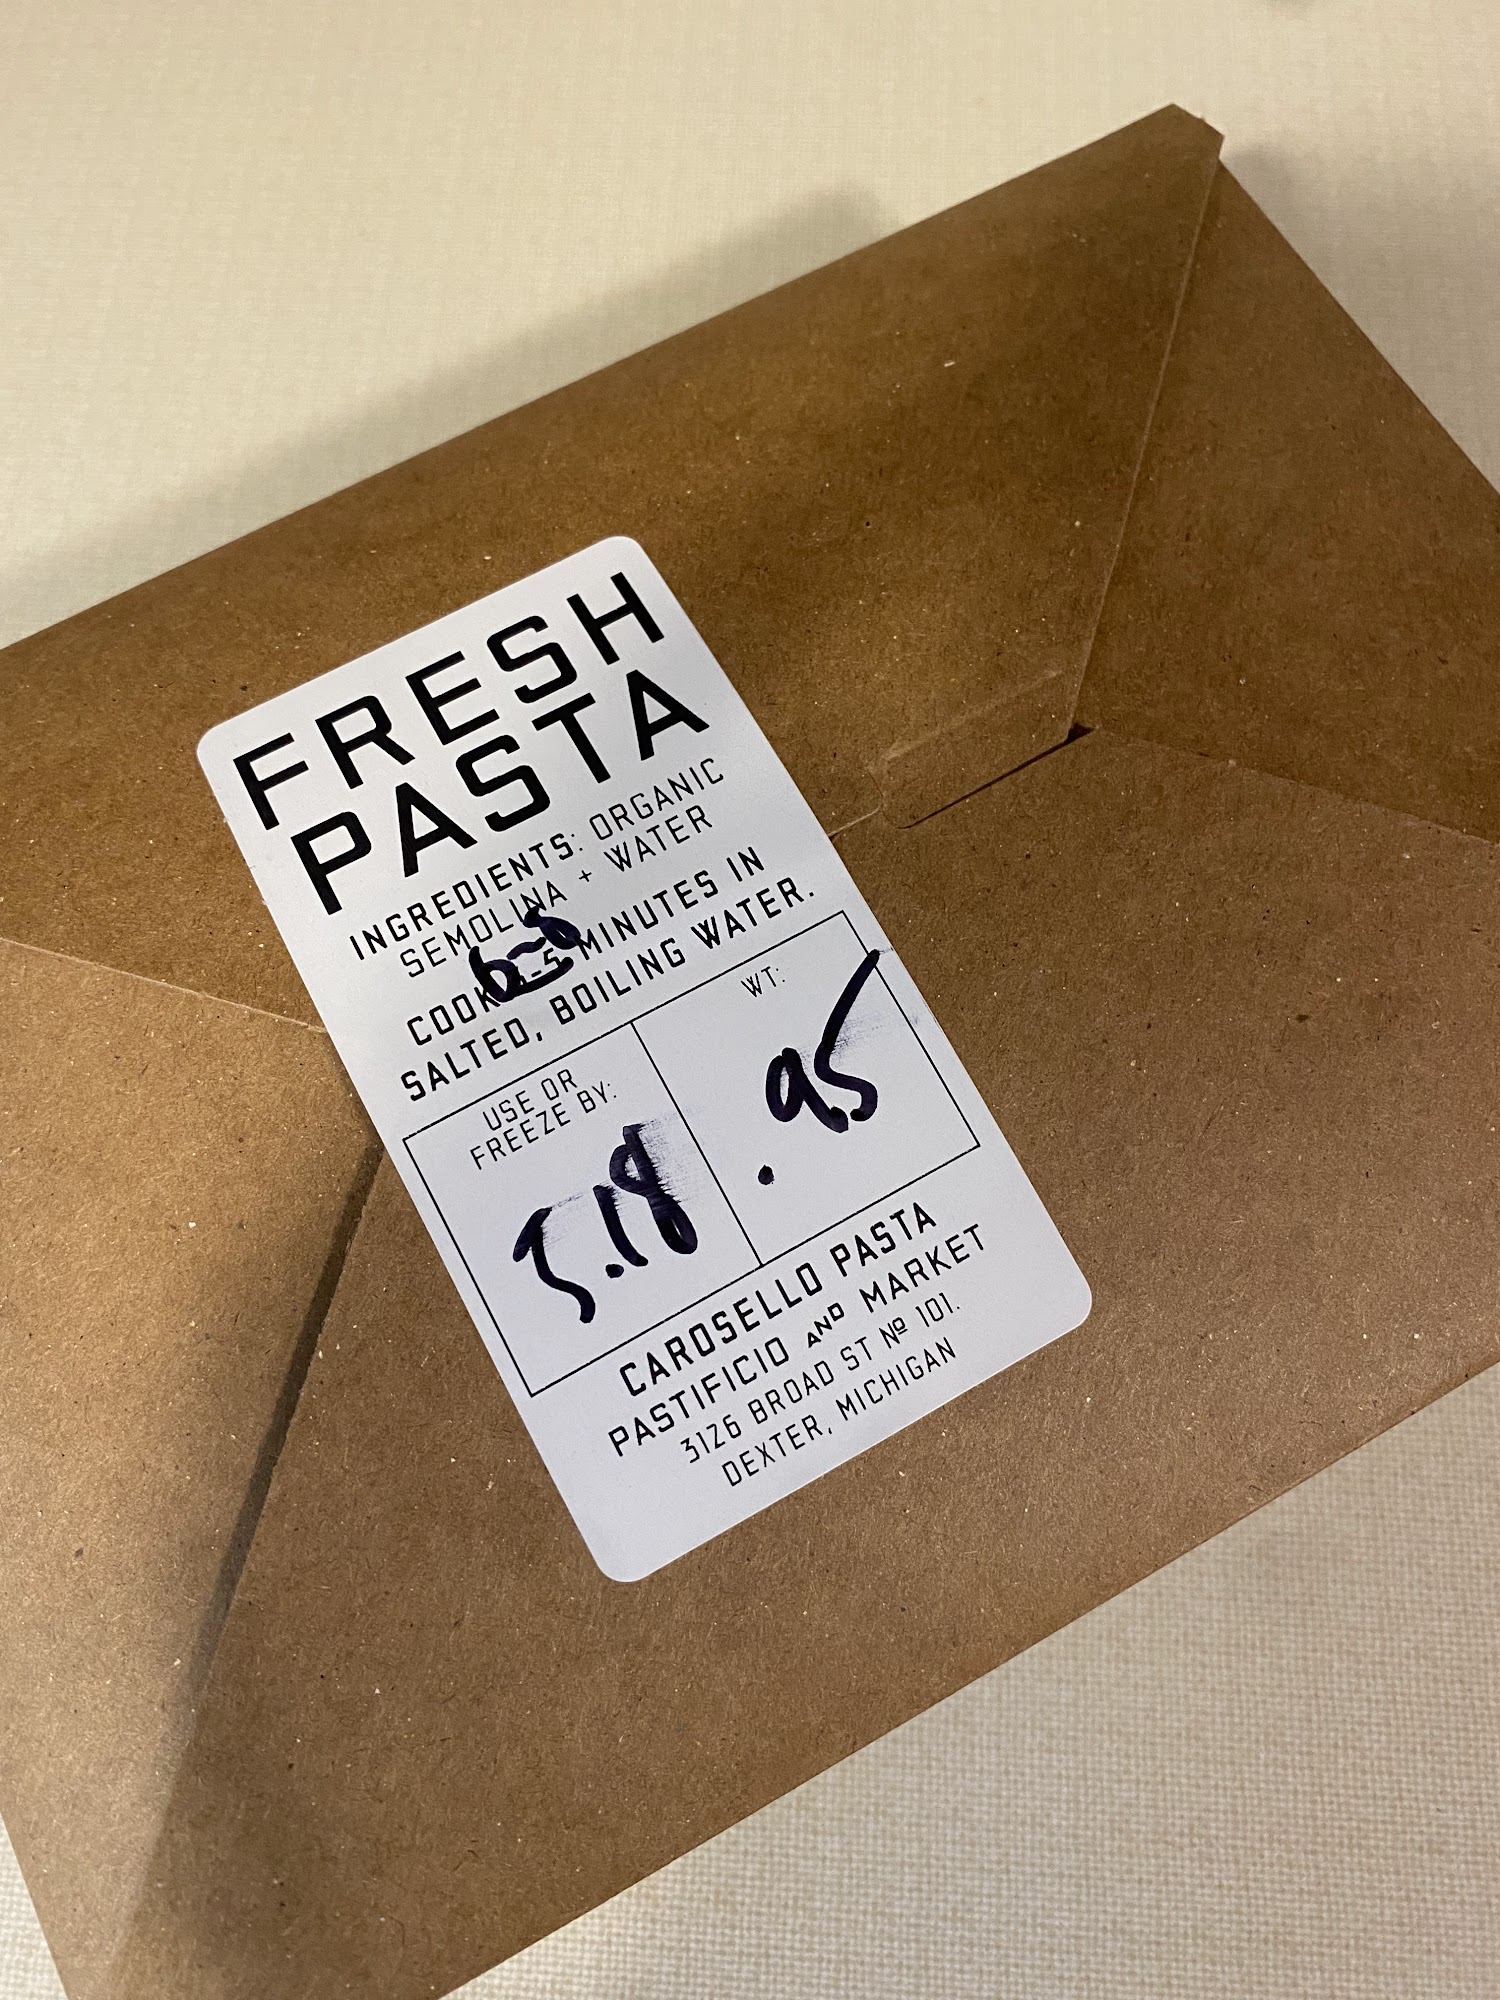 FRESH
PASTA
INGREDIENTS: ORGANIC
SEMOLINA + WATER
COOK 6-8 MINUTES IN
SALTED, BOILING WATER.
USE OR
FREEZE BY:
5.18
WT:
.95
CAROSELLO PASTA
PASTIFICIO AND MARKET
3126 BROAD ST Nº 101.
DEXTER, MICHIGAN